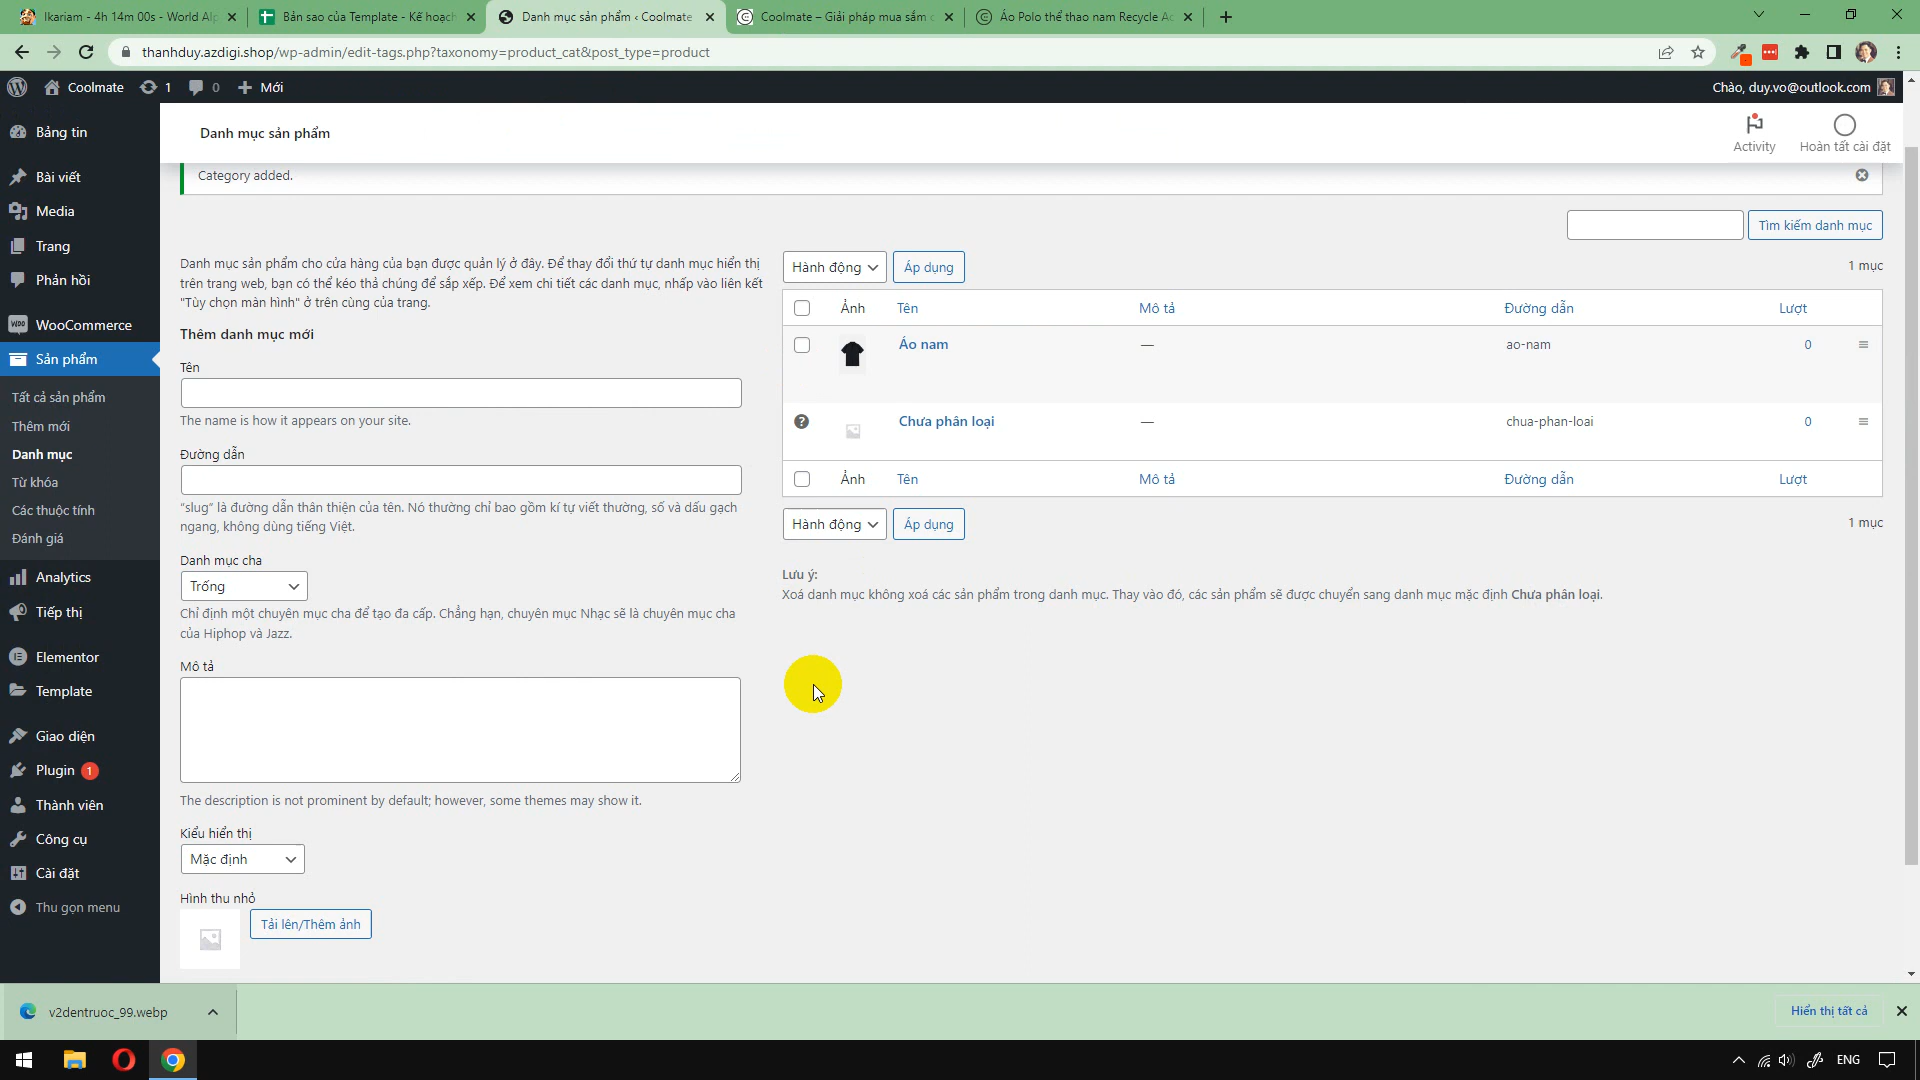 Ikariam - 4h 14m 00s - World Al
Bản sao của Template - Kế hoạch
Danh mục sản phẩm ‹ Coolmate
Coolmate – Giải pháp mua sắm
Áo Polo thể thao nam Recycle Ac
thanhduy.azdigi.shop/wp-admin/edit-tags.php?taxonomy=product_cat&post_type=product
Coolmate
1
0
Mới
Chào, duy.vo@outlook.com
Bảng tin
Bài viết
Media
Trang
Phản hồi
WooCommerce
Sản phẩm
Tất cả sản phẩm
Thêm mới
Danh mục
Từ khóa
Các thuộc tính
Đánh giá
Analytics
Tiếp thị
Elementor
Template
Giao diện
Plugin 1
Thành viên
Công cụ
Cài đặt
Thu gọn menu
Danh mục sản phẩm
Activity
Hoàn tất cài đặt
Category added.
Tìm kiếm danh mục
Danh mục sản phẩm cho cửa hàng của bạn được quản lý ở đây. Để thay đổi thứ tự danh mục hiển thị
trên trang web, bạn có thể kéo thả chúng để sắp xếp. Để xem chi tiết các danh mục, nhấp vào liên kết
"Tùy chọn màn hình" ở trên cùng của trang.
Thêm danh mục mới
Tên
The name is how it appears on your site.
Đường dẫn
“slug” là đường dẫn thân thiện của tên. Nó thường chỉ bao gồm kí tự viết thường, số và dấu gạch
ngang, không dùng tiếng Việt.
Danh mục cha
Trống
Chỉ định một chuyên mục cha để tạo đa cấp. Chẳng hạn, chuyên mục Nhạc sẽ là chuyên mục cha
của Hiphop và Jazz.
Mô tả
The description is not prominent by default; however, some themes may show it.
Kiểu hiển thị
Mặc định
Hình thu nhỏ
Tải lên/Thêm ảnh
Hành động
Áp dụng
1 mục
Ảnh Tên Mô tả Đường dẫn Lượt
Áo nam — ao-nam 0
Chưa phân loại — chua-phan-loai 0
Ảnh Tên Mô tả Đường dẫn Lượt
Hành động
Áp dụng
1 mục
Lưu ý:
Xoá danh mục không xoá các sản phẩm trong danh mục. Thay vào đó, các sản phẩm sẽ được chuyển sang danh mục mặc định Chưa phân loại.
v2dentruoc_99.webp
Hiển thị tất cả
ENG